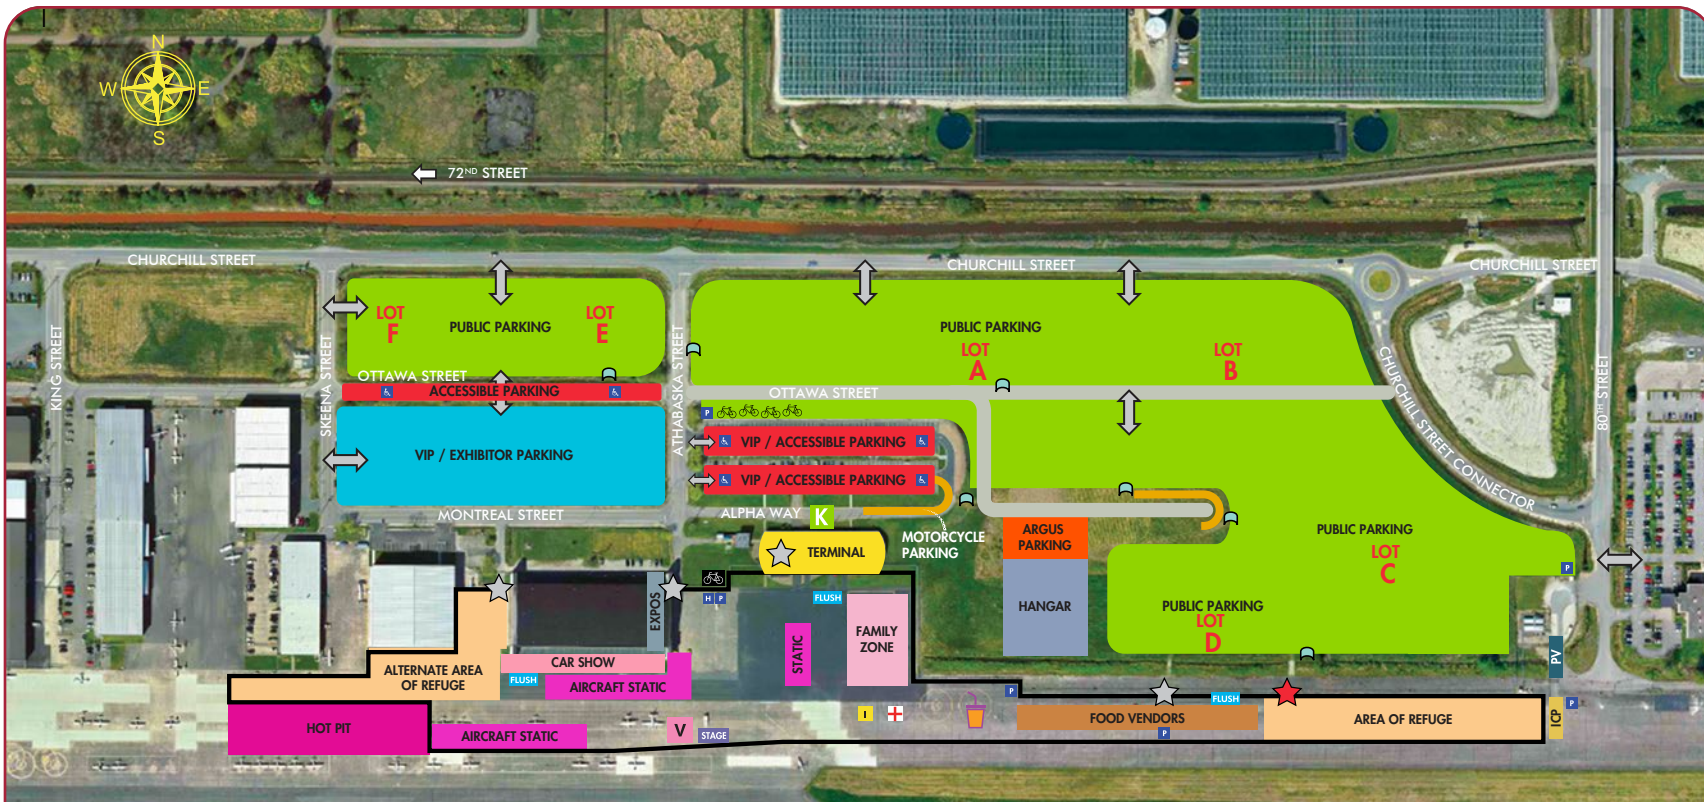 N
W E
S
72ND STREET
CHURCHILL STREET
CHURCHILL STREET
CHURCHILL STREET
KING STREET
SKEENA STREET
ATHABASKA STREET
CHURCHILL STREET CONNECTOR
80TH STREET
LOT
F
PUBLIC PARKING
LOT
E
PUBLIC PARKING
LOT
A
LOT
B
OTTAWA STREET
ACCESSIBLE PARKING
OTTAWA STREET
P
VIP / ACCESSIBLE PARKING
VIP / EXHIBITOR PARKING
VIP / ACCESSIBLE PARKING
MONTREAL STREET
ALPHA WAY
K
MOTORCYCLE
PARKING
ARGUS
PARKING
PUBLIC PARKING
LOT
C
P
TERMINAL
HANGAR
PUBLIC PARKING
LOT
D
EXPOS
H P
FLUSH
STATIC
FAMILY
ZONE
PV
CAR SHOW
FLUSH
AIRCRAFT STATIC
ALTERNATE AREA
OF REFUGE
HOT PIT
AIRCRAFT STATIC
V
STAGE
I
P
FLUSH
FOOD VENDORS
P
AREA OF REFUGE
ICP
P